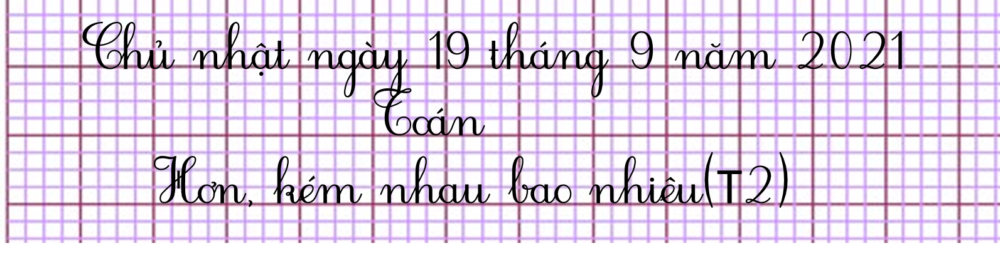 Chủ nhật ngày 19 tháng 9 năm 2021
Toán
Hơn, kém nhau bao nhiêu(T2)